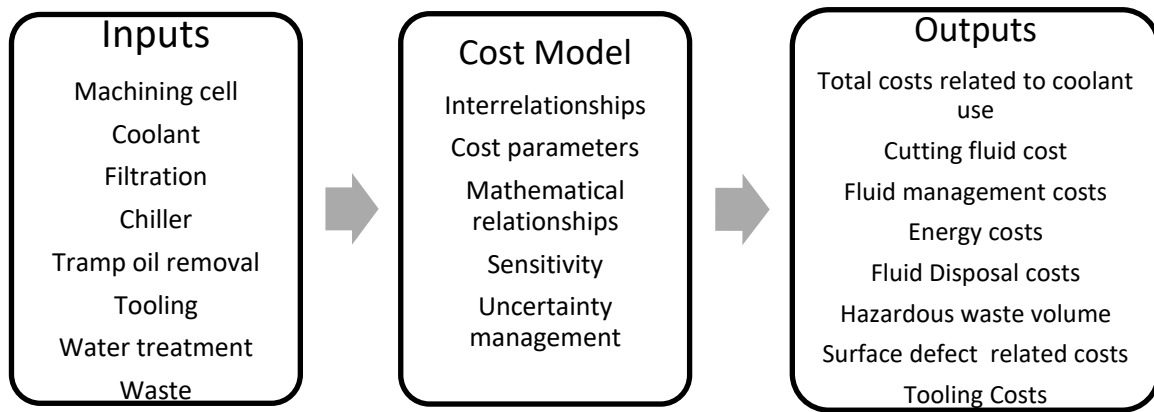 Inputs
Machining cell
Coolant
Filtration
Chiller
Tramp oil removal
Tooling
Water treatment
Waste
Cost Model
Interrelationships
Cost parameters
Mathematical
relationships
Sensitivity
Uncertainty
management
Outputs
Total costs related to coolant
use
Cutting fluid cost
Fluid management costs
Energy costs
Fluid Disposal costs
Hazardous waste volume
Surface defect  related costs
Tooling Costs